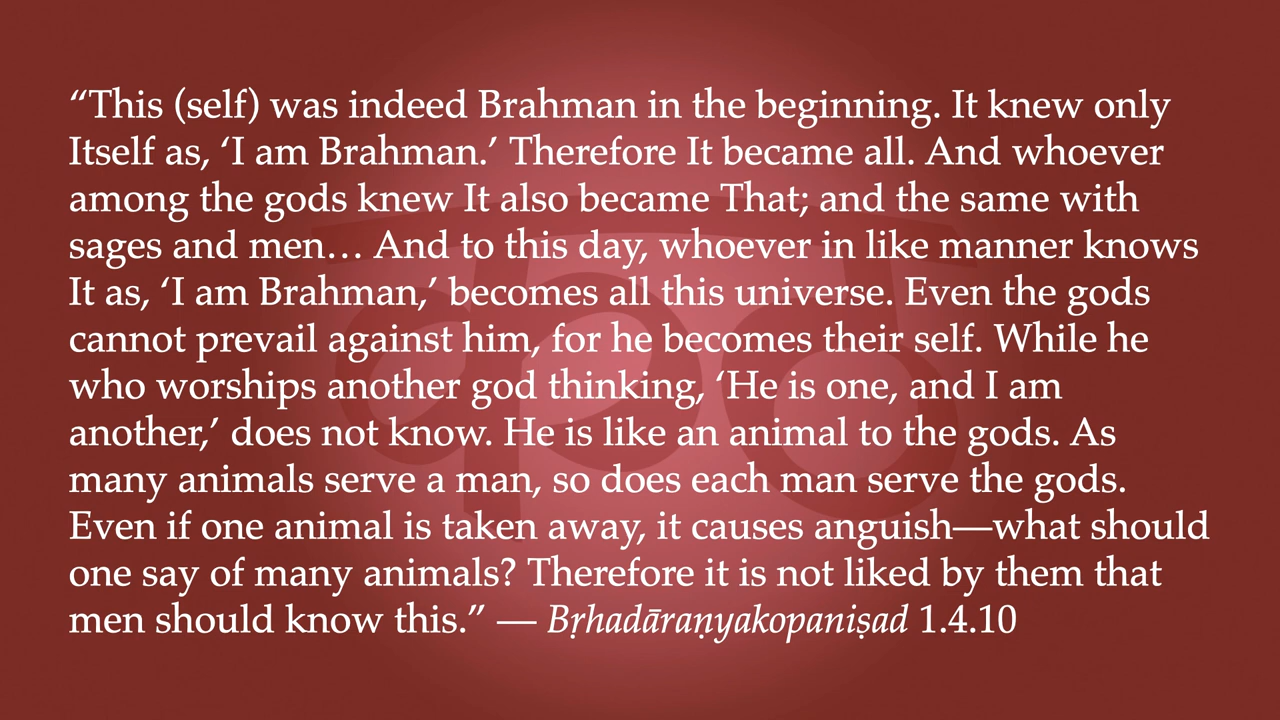 “This (self) was indeed Brahman in the beginning. It knew only
Itself as, ‘I am Brahman.’ Therefore It became all. And whoever
among the gods knew It also became That; and the same with
sages and men… And to this day, whoever in like manner knows
It as, ‘I am Brahman,’ becomes all this universe. Even the gods
cannot prevail against him, for he becomes their self. While he
who worships another god thinking, ‘He is one, and I am
another,’ does not know. He is like an animal to the gods. As
many animals serve a man, so does each man serve the gods.
Even if one animal is taken away, it causes anguish—what should
one say of many animals? Therefore it is not liked by them that
men should know this.” — Bṛhadāraṇyakopaniṣad 1.4.10